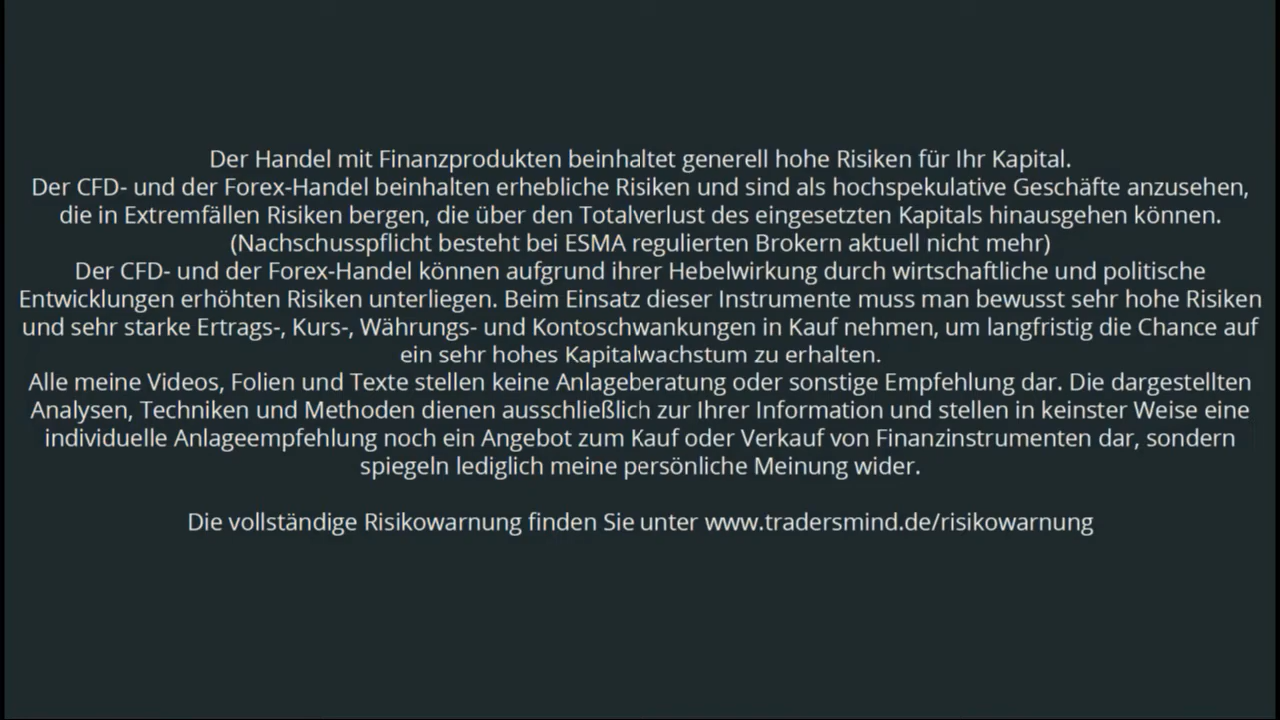 Der Handel mit Finanzprodukten beinhaltet generell hohe Risiken für Ihr Kapital.
Der CFD- und der Forex-Handel beinhalten erhebliche Risiken und sind als hochspekulative Geschäfte anzusehen,
die in Extremfällen Risiken bergen, die über den Totalverlust des eingesetzten Kapitals hinausgehen können.
(Nachschusspflicht besteht bei ESMA regulierten Brokern aktuell nicht mehr)
Der CFD- und der Forex-Handel können aufgrund ihrer Hebelwirkung durch wirtschaftliche und politische
Entwicklungen erhöhten Risiken unterliegen. Beim Einsatz dieser Instrumente muss man bewusst sehr hohe Risiken
und sehr starke Ertrags-, Kurs-, Währungs- und Kontoschwankungen in Kauf nehmen, um langfristig die Chance auf
ein sehr hohes Kapitalwachstum zu erhalten.
Alle meine Videos, Folien und Texte stellen keine Anlageberatung oder sonstige Empfehlung dar. Die dargestellten
Analysen, Techniken und Methoden dienen ausschließlich zur Ihrer Information und stellen in keinster Weise eine
individuelle Anlageempfehlung noch ein Angebot zum Kauf oder Verkauf von Finanzinstrumenten dar, sondern
spiegeln lediglich meine persönliche Meinung wider.
Die vollständige Risikowarnung finden Sie unter www.tradersmind.de/risikowarnung